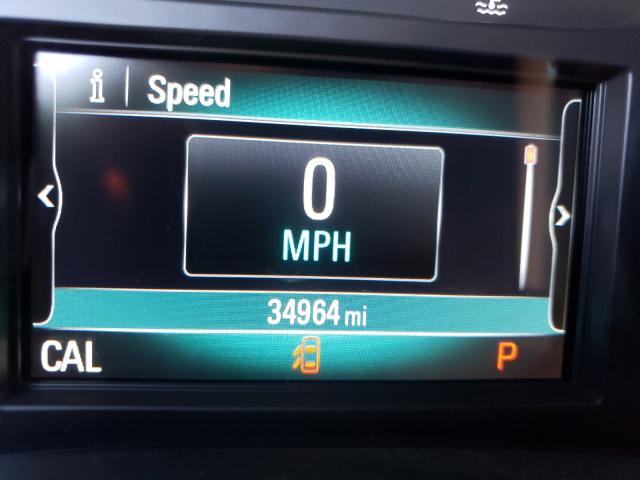 i | Speed
0
MPH
34964 mi
CAL P